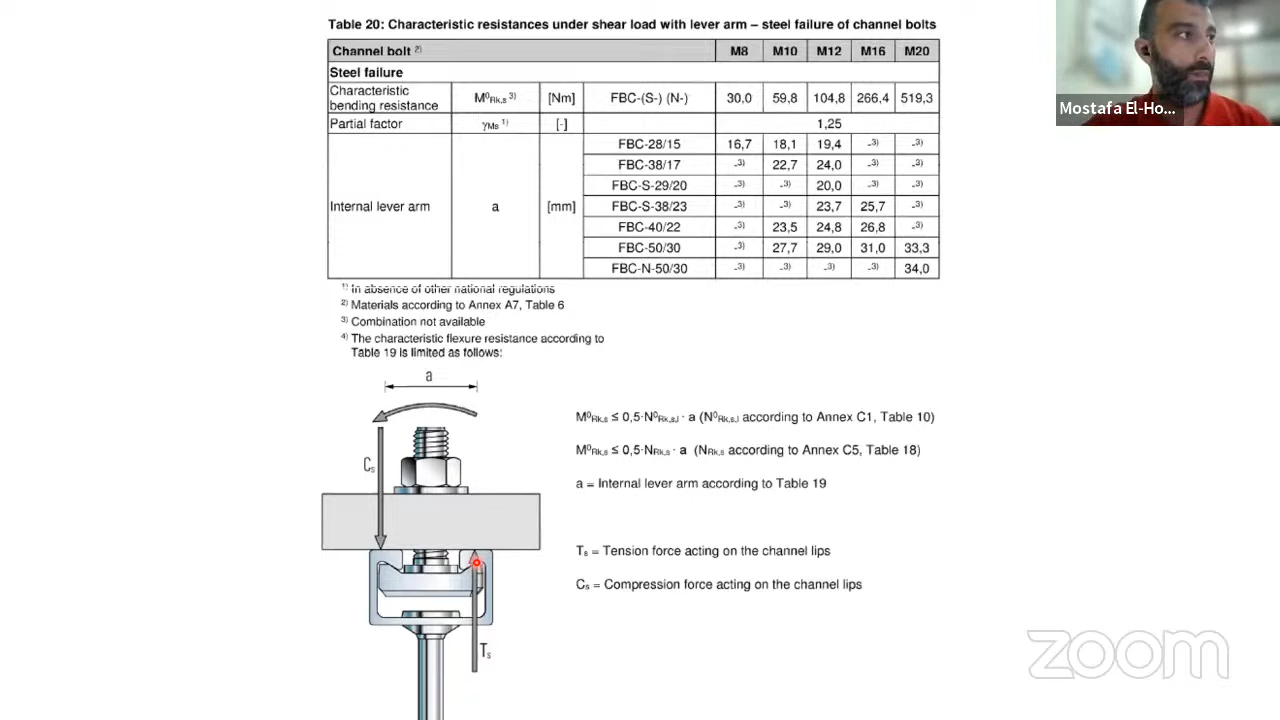 Table 20: Characteristic resistances under shear load with lever arm – steel failure of channel bolts
Channel bolt 2) M8 M10 M12 M16 M20
Steel failure
Characteristic bending resistance M0Rk,s 3) [Nm] FBC-(S-) (N-) 30,0 59,8 104,8 266,4 519,3
Partial factor γMs 1) [-] 1,25
Internal lever arm a [mm]
FBC-28/15 16,7 18,1 19,4 -3) -3)
FBC-38/17 -3) 22,7 24,0 -3) -3)
FBC-S-29/20 -3) -3) 20,0 -3) -3)
FBC-S-38/23 -3) -3) 23,7 25,7 -3)
FBC-40/22 -3) 23,5 24,8 26,8 -3)
FBC-50/30 -3) 27,7 29,0 31,0 33,3
FBC-N-50/30 -3) -3) -3) -3) 34,0
1) In absence of other national regulations
2) Materials according to Annex A7, Table 6
3) Combination not available
4) The characteristic flexure resistance according to
Table 19 is limited as follows:
a
M0Rk,s ≤ 0,5·N0Rk,s,l · a (N0Rk,s,l according to Annex C1, Table 10)
M0Rk,s ≤ 0,5·NRk,s · a (NRk,s according to Annex C5, Table 18)
Cs
a = Internal lever arm according to Table 19
Ts = Tension force acting on the channel lips
Cs = Compression force acting on the channel lips
Ts
Mostafa El-Ho...
zoom